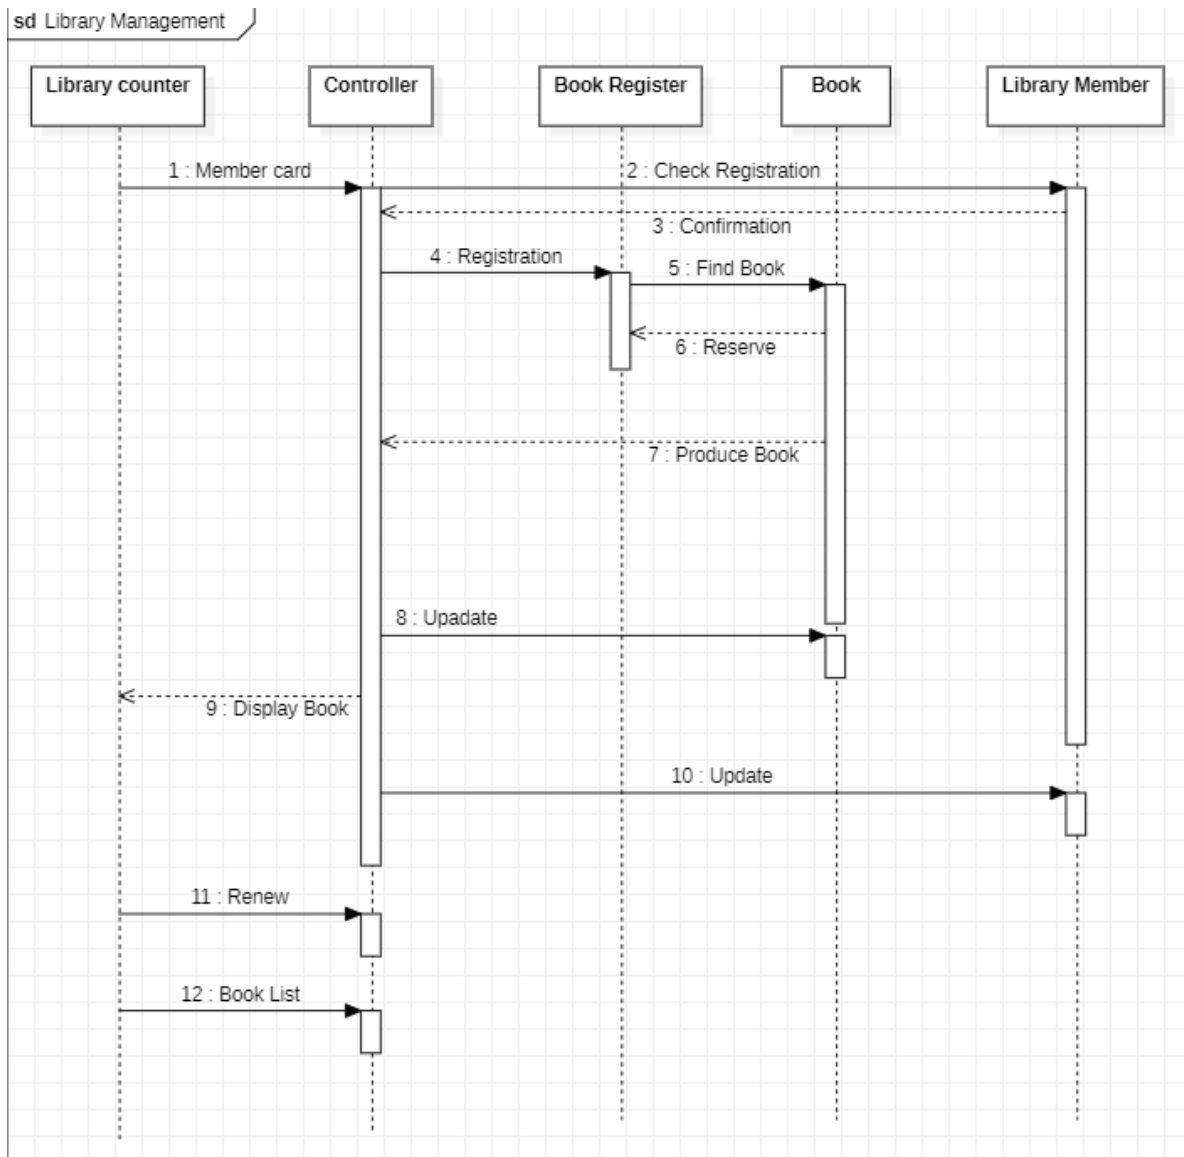 sd Library Management
Library counter
Controller
Book Register
Book
Library Member
1 : Member card
2 : Check Registration
3 : Confirmation
4 : Registration
5 : Find Book
6 : Reserve
7 : Produce Book
8 : Upadate
9 : Display Book
10 : Update
11 : Renew
12 : Book List